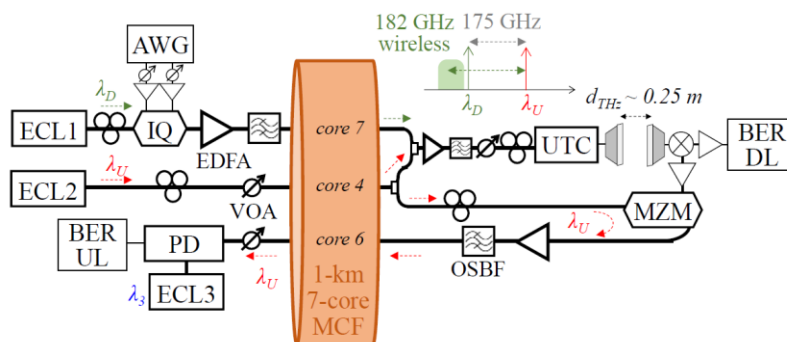 AWG
182 GHz
wireless
175 GHz
λD
λU
dTHz ~ 0.25 m
λD
ECL1
IQ
EDFA
core 7
UTC
BER
DL
λU
ECL2
VOA
core 4
MZM
λU
BER
UL
PD
λU
core 6
OSBF
λ3
ECL3
1-km
7-core
MCF